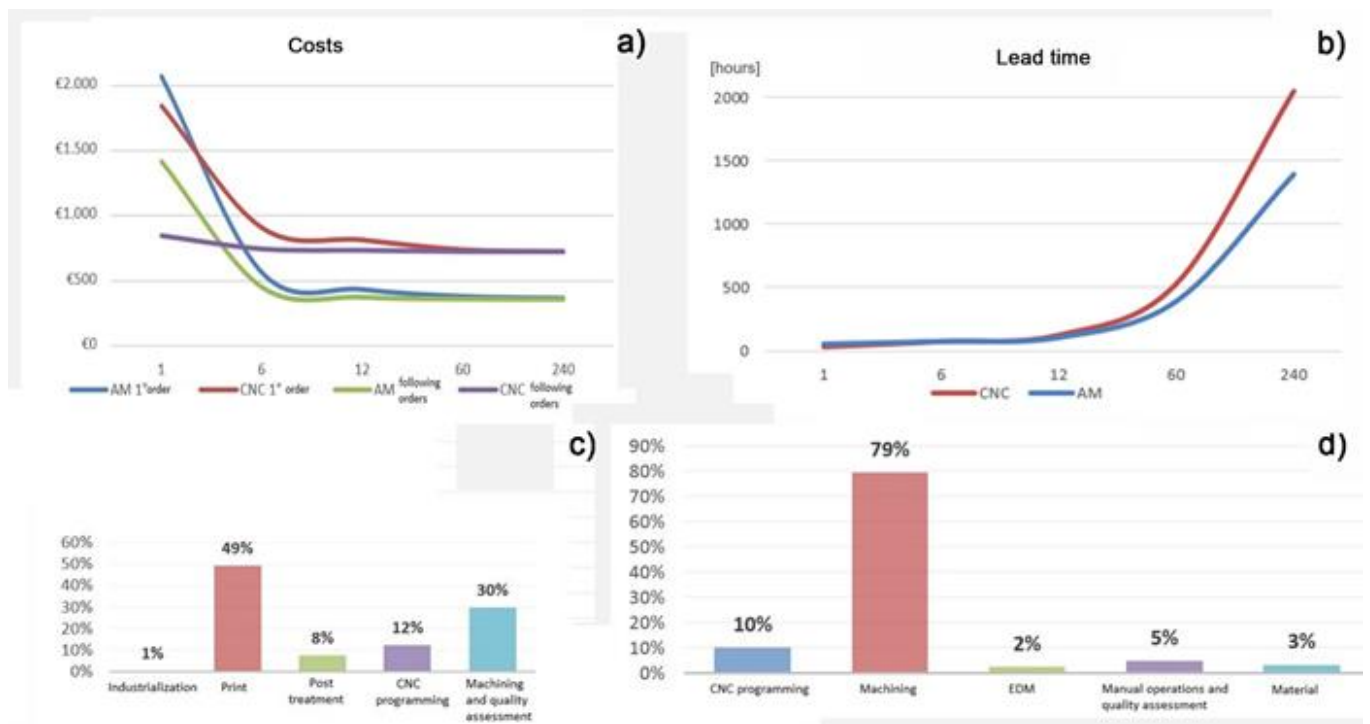 Costs
a)
€2.000
€1.500
€1.000
€500
€0
1 6 12 60 240
AM 1° order CNC 1° order AM following orders CNC following orders
Lead time
b)
[hours]
2000
1500
1000
500
0
1 6 12 60 240
CNC AM
c)
60%
50%
40%
30%
20%
10%
0%
1% 49% 8% 12% 30%
Industrialization Print Post treatment CNC programming Machining and quality assessment
d)
90%
80%
70%
60%
50%
40%
30%
20%
10%
0%
10% 79% 2% 5% 3%
CNC programming Machining EDM Manual operations and quality assessment Material